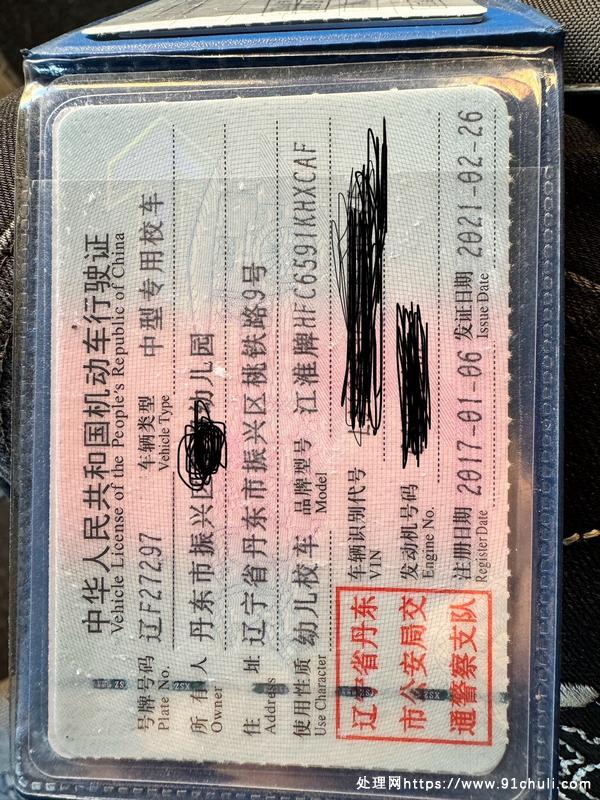 中华人民共和国机动车行驶证
Vehicle License of the People's Republic of China
号牌号码 辽F27297 车辆类型 中型专用校车
Plate No. Vehicle Type
所有人 丹东市振兴区 幼儿园
Owner
住址 辽宁省丹东市振兴区桃铁路9号
Address
使用性质 幼儿校车 品牌型号 江淮牌HFC6591KHXCAF
Use Character Model
车辆识别代号
VIN
发动机号码
Engine No.
注册日期 2017-01-06 发证日期 2021-02-26
Register Date Issue Date
辽宁省丹东
市公安局交
通警察支队
处理网https://www.91chuli.com